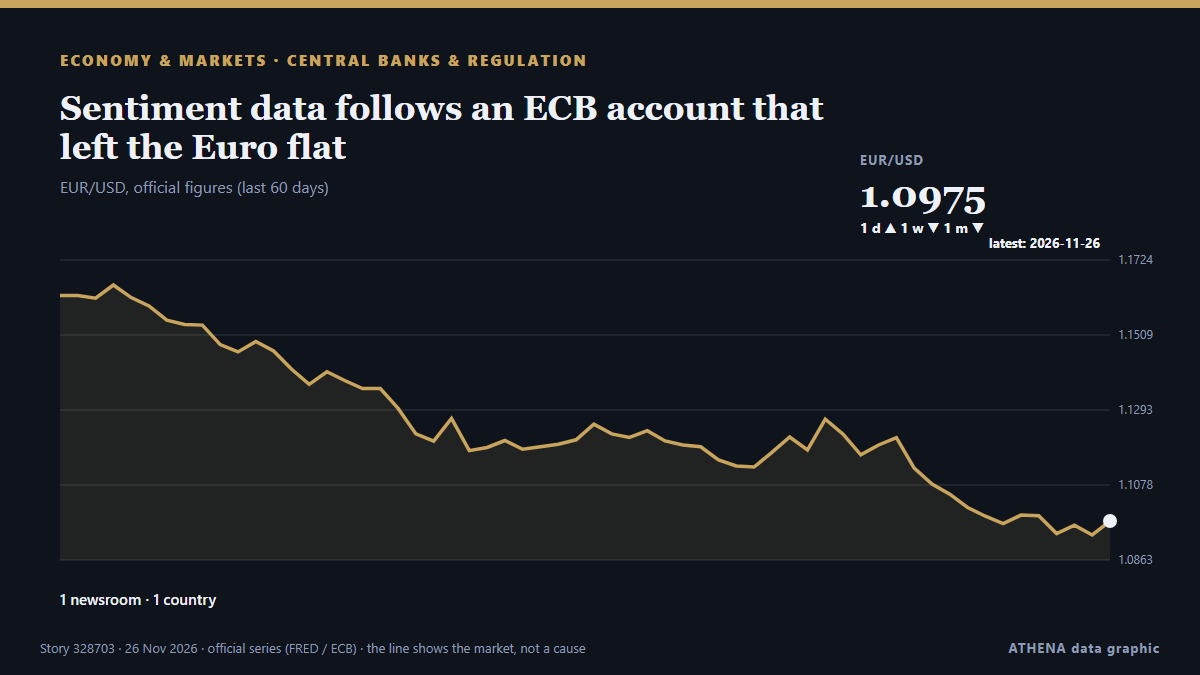 ECONOMY & MARKETS · CENTRAL BANKS & REGULATION
Sentiment data follows an ECB account that
left the Euro flat
EUR/USD, official figures (last 60 days)
EUR/USD
1.0975
1 d ▲ 1 w ▼ 1 m ▼
latest: 2026-11-26
1.1724
1.1509
1.1293
1.1078
1.0863
1 newsroom · 1 country
Story 328703 · 26 Nov 2026 · official series (FRED / ECB) · the line shows the market, not a cause
ATHENA data graphic